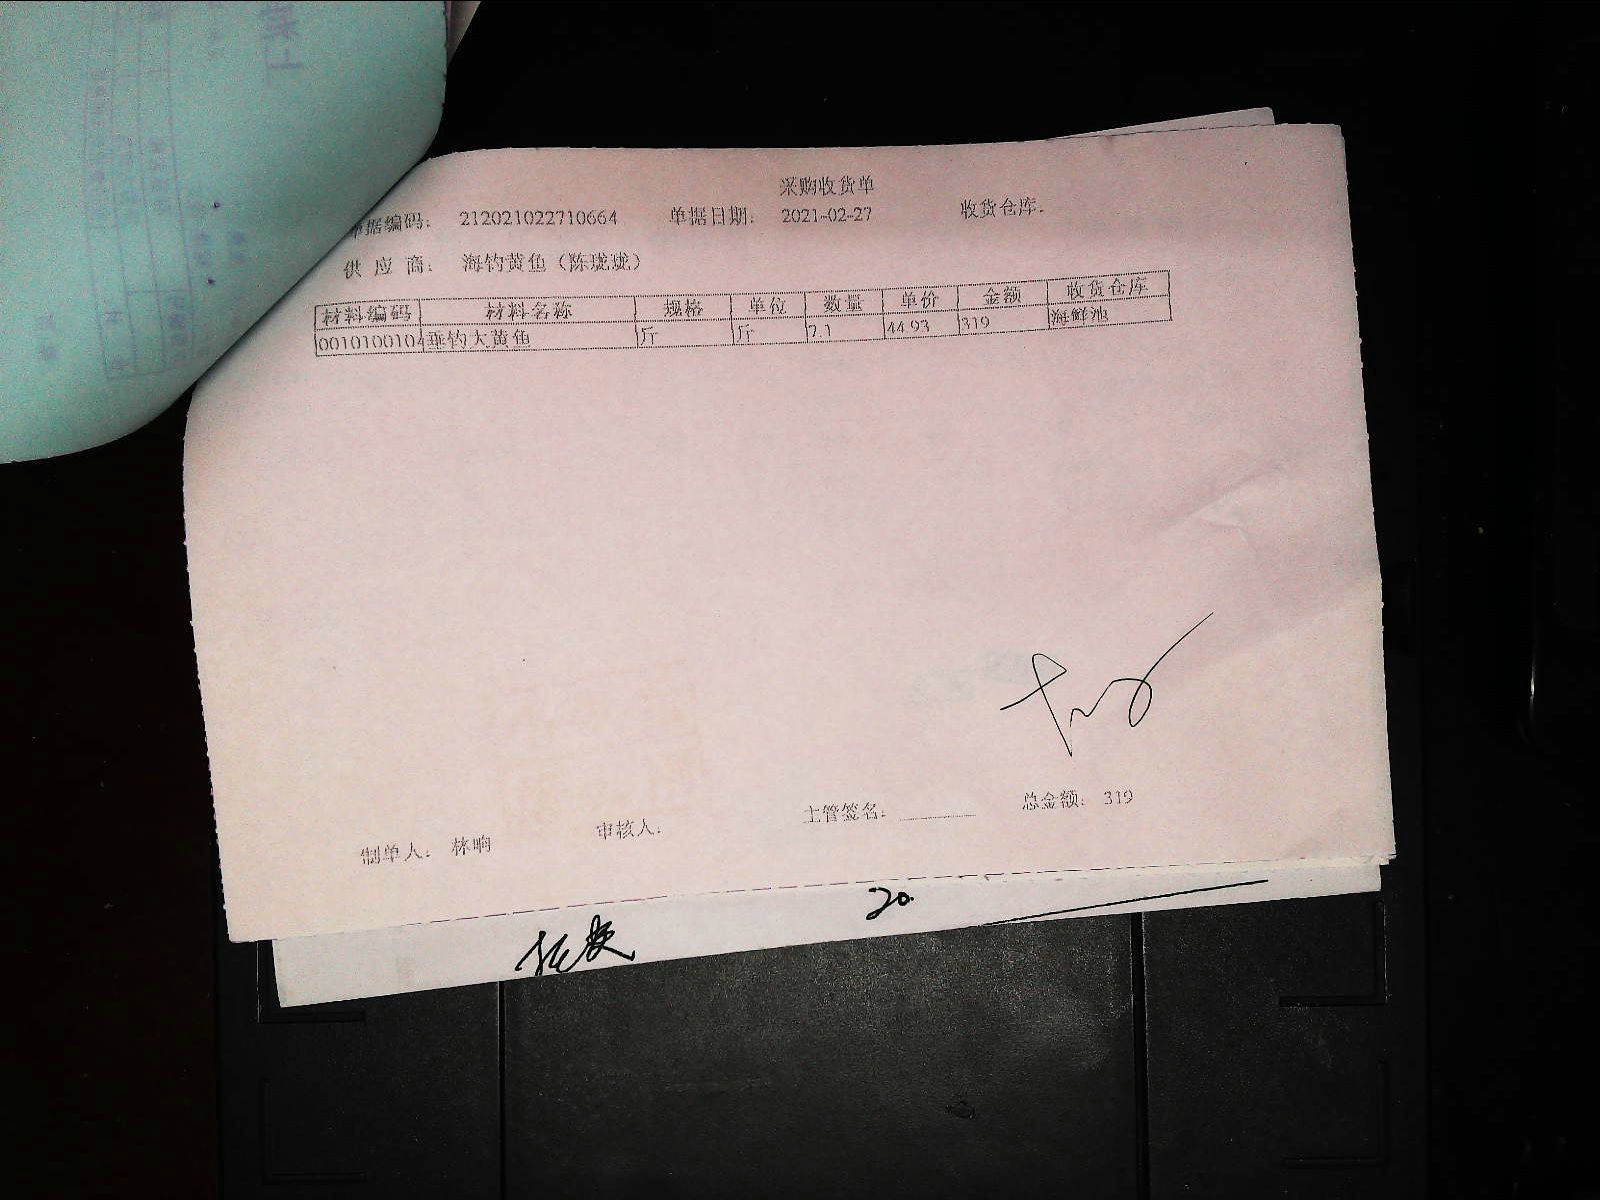 采购收货单
单据编码： 212021022710664 单据日期： 2021-02-27 收货仓库：
供 应 商： 海钓黄鱼（陈珑珑）
材料编码 材料名称 规格 单位 数量 单价 金额 收货仓库
0010100104 垂钓大黄鱼 斤 斤 7.1 44.93 319 海鲜池
制单人： 林响 审核人： 主管签名： 总金额： 319
20.